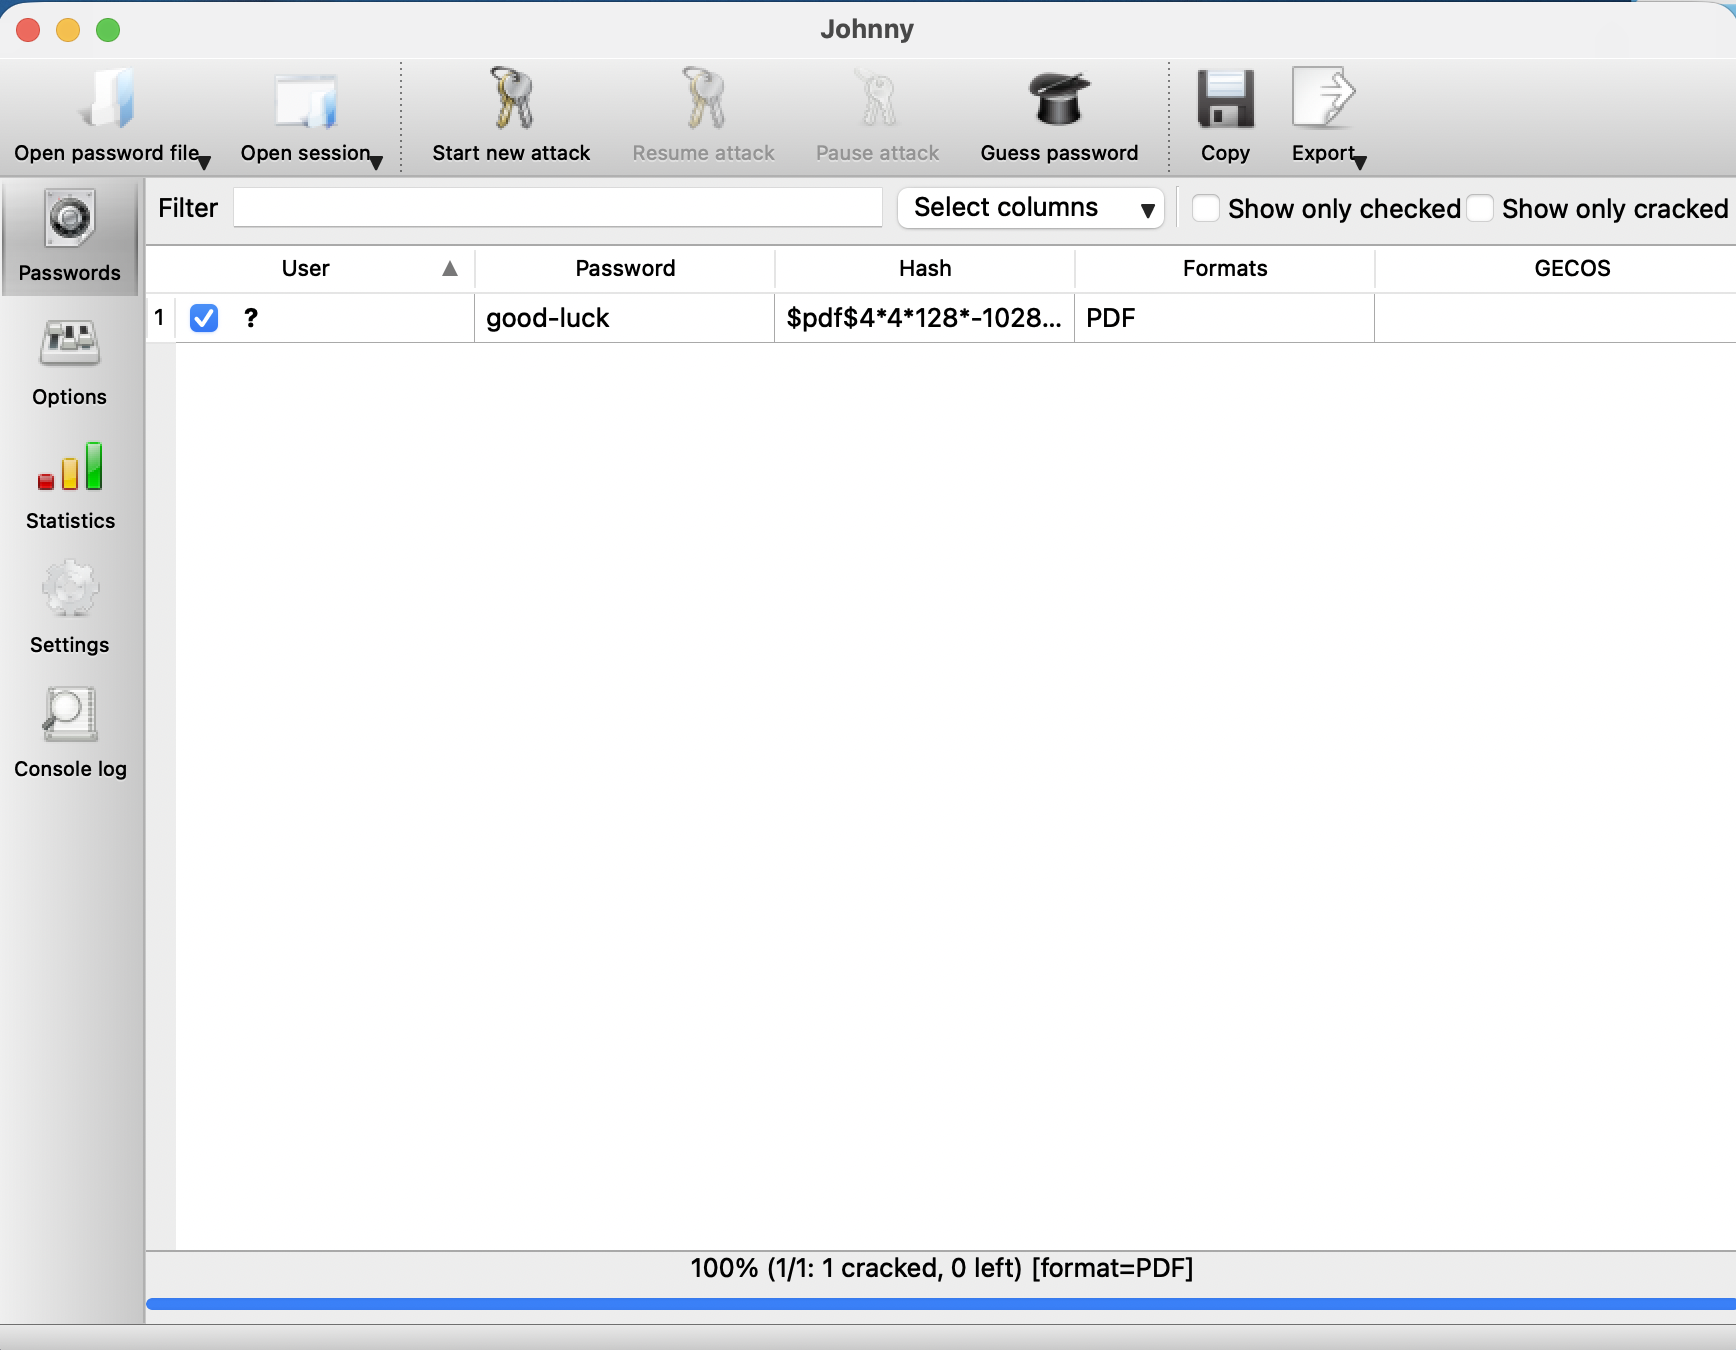 Johnny
Open password file Open session Start new attack Resume attack Pause attack Guess password Copy Export
Passwords
Options
Statistics
Settings
Console log
Filter Select columns Show only checked Show only cracked
User Password Hash Formats GECOS
1 ? good-luck $pdf$4*4*128*-1028... PDF
100% (1/1: 1 cracked, 0 left) [format=PDF]